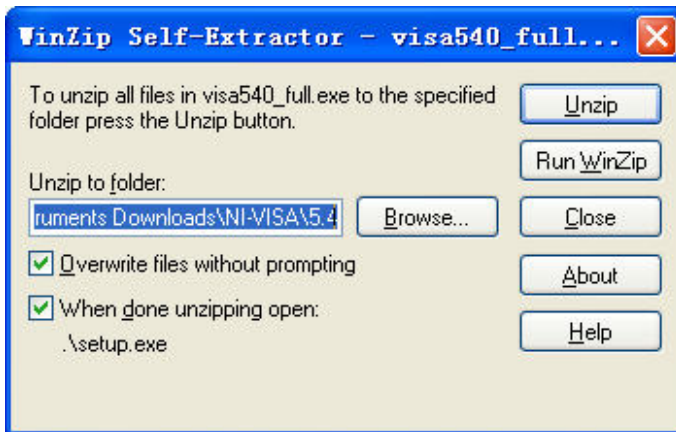 WinZip Self-Extractor - visa540_full...
To unzip all files in visa540_full.exe to the specified
folder press the Unzip button.
Unzip to folder:
ruments Downloads\NI-VISA\5.4
Browse...
Overwrite files without prompting
When done unzipping open:
.\setup.exe
Unzip
Run WinZip
Close
About
Help